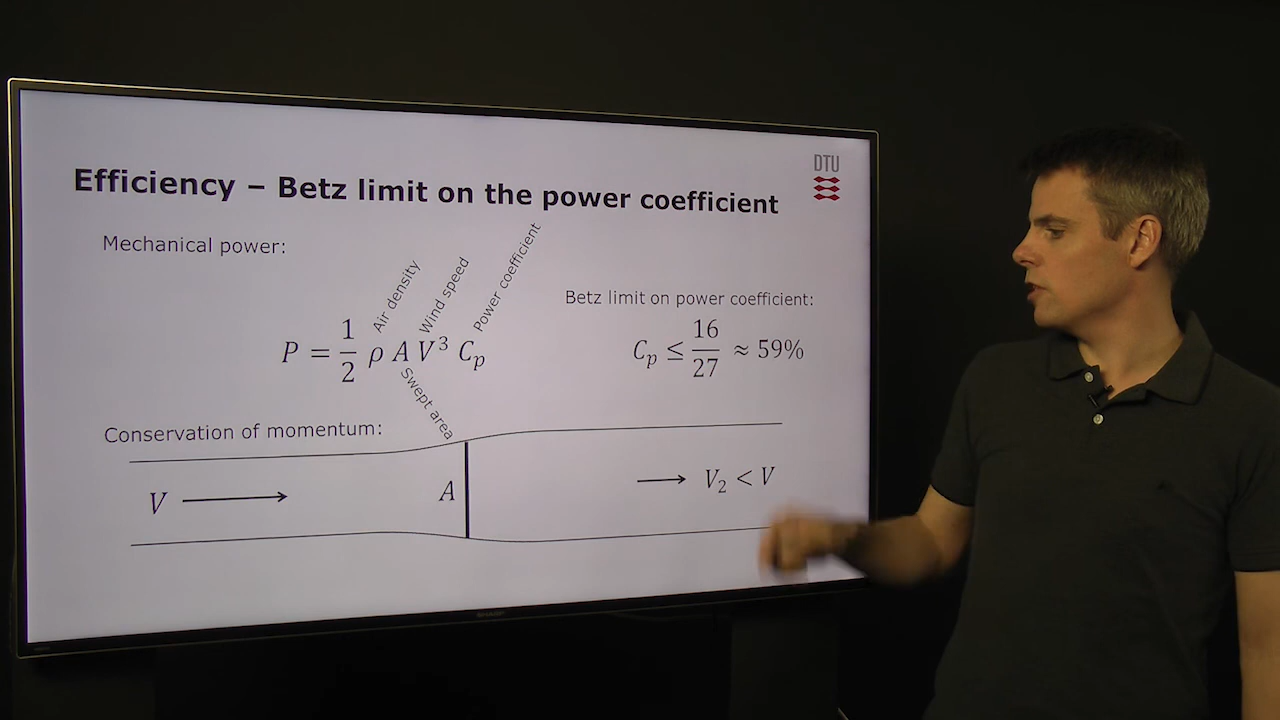 DTU
Efficiency – Betz limit on the power coefficient
Mechanical power:
Air density
Wind speed
Power coefficient
P = 1/2 ρ A V³ Cₚ
Swept area
Betz limit on power coefficient:
Cₚ ≤ 16/27 ≈ 59%
Conservation of momentum:
V
A
V₂ < V
SHARP